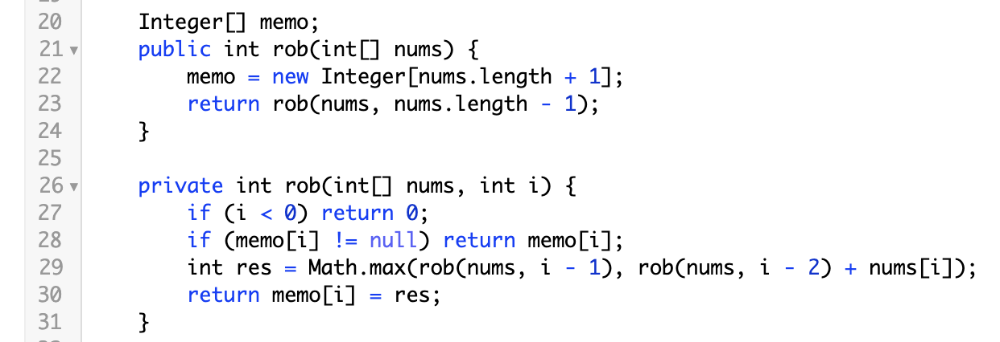 20 Integer[] memo;
21 public int rob(int[] nums) {
22 memo = new Integer[nums.length + 1];
23 return rob(nums, nums.length - 1);
24 }
25
26 private int rob(int[] nums, int i) {
27 if (i < 0) return 0;
28 if (memo[i] != null) return memo[i];
29 int res = Math.max(rob(nums, i - 1), rob(nums, i - 2) + nums[i]);
30 return memo[i] = res;
31 }